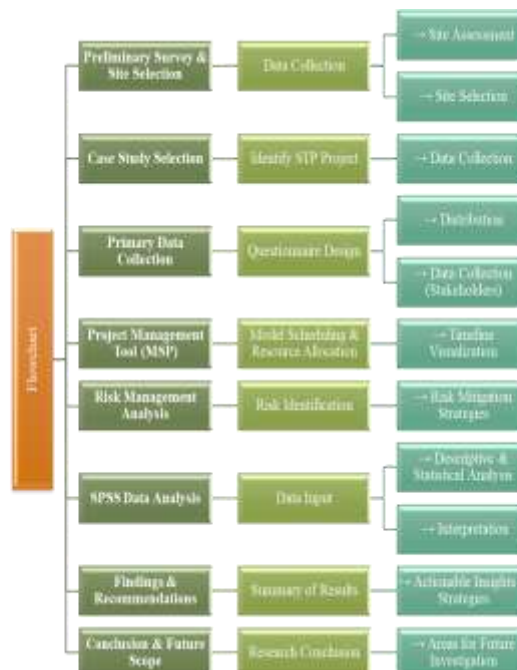 Flowchart
Preliminary Survey &
Site Selection
Data Collection
→ Site Assessment
→ Site Selection
Case Study Selection
Identify STP Project
→ Data Collection
Primary Data
Collection
Questionnaire Design
→ Distribution
→ Data Collection
(Stakeholders)
Project Management
Tool (MSP)
Model Scheduling &
Resource Allocation
→ Timeline
Visualization
Risk Management
Analysis
Risk Identification
→ Risk Mitigation
Strategies
SPSS Data Analysis
Data Input
→ Descriptive &
Statistical Analysis
→ Interpretation
Findings &
Recommendations
Summary of Results
→ Actionable Insights
Strategies
Conclusion & Future
Scope
Research Conclusion
→ Areas for Future
Investigation